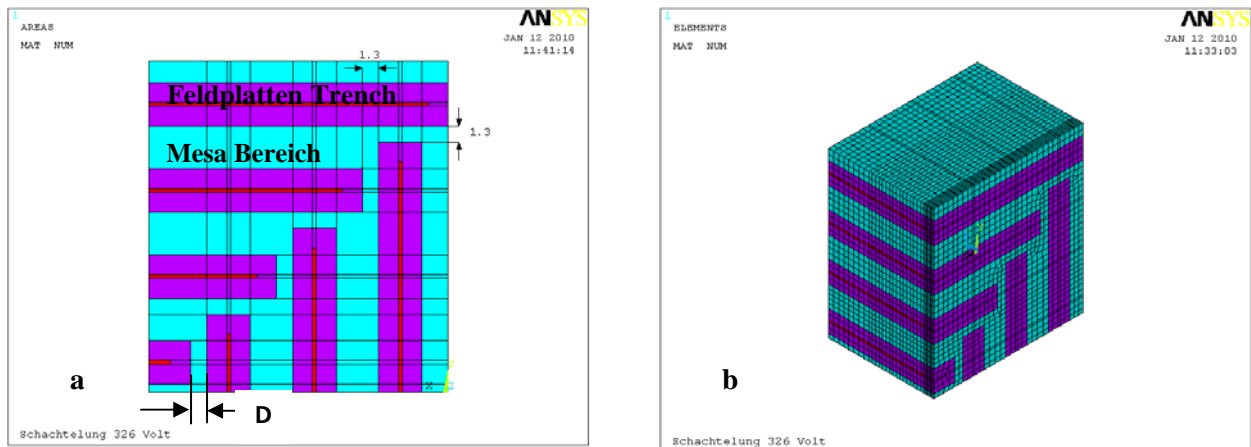 1
AREAS
MAT NUM
ANSYS
JAN 12 2010
11:41:14
1.3
Feldplatten Trench
1.3
Mesa Bereich
a
X
Z
D
Schachtelung 326 Volt
1
ELEMENTS
MAT NUM
ANSYS
JAN 12 2010
11:33:03
b
Schachtelung 326 Volt